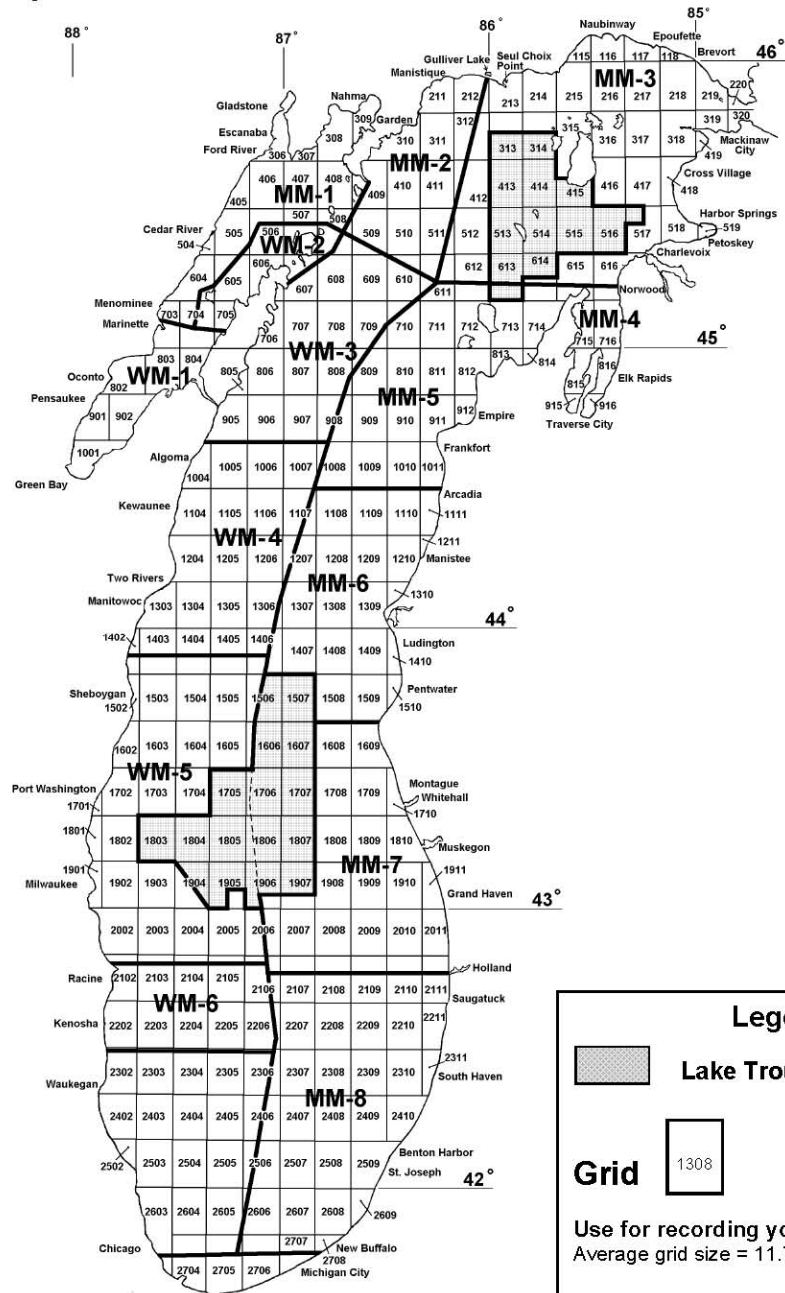 88° 87° 86° 85°
Naubinway
Epoufette
Brevort
46°
Gulliver Lake
Seul Choix Point
Manistique
115 116 117 118
MM-3
Nahma
Gladstone
Garden
211 212 213 214 215 216 217 218 219 220
Escanaba
309
308
310 311 312
315
316 317 318 319 320
Mackinaw City
Ford River
306 307
MM-2
313 314
419
Cross Village
406 407 408
MM-1
409 410 411 412 413 414 415 416 417 418
405
Harbor Springs
Cedar River
504
505 506 507 508 509 510 511 512 513 514 515 516 517 518 519
Petoskey
WM-2
Charlevoix
604 605 606 607 608 609 610 611 612 613 614 615 616
Norwood
Menominee
Marinette
703 704 705 706 707 708 709 710 711 712 713 714
MM-4
45°
715 716
WM-3
803 804 805 806 807 808 809 810 811 812 813 814
815 816
Elk Rapids
Oconto
802
WM-1
Pensaukee
MM-5
901 902 905 906 907 908 909 910 911 912
Empire
915 916
Traverse City
1001
Green Bay
Algoma
Frankfort
1004 1005 1006 1007 1008 1009 1010 1011
Arcadia
Kewaunee
1104 1105 1106 1107 1108 1109 1110 1111
WM-4
1211
1204 1205 1206 1207 1208 1209 1210
Manistee
MM-6
Two Rivers
Manitowoc
1303 1304 1305 1306 1307 1308 1309 1310
44°
1402 1403 1404 1405 1406 1407 1408 1409 1410
Ludington
Sheboygan
Pentwater
1502 1503 1504 1505 1506 1507 1508 1509 1510
1602 1603 1604 1605 1606 1607 1608 1609
WM-5
Port Washington
Montague
Whitehall
1701 1702 1703 1704 1705 1706 1707 1708 1709 1710
1801 1802 1803 1804 1805 1806 1807 1808 1809 1810
Muskegon
MM-7
1901 1902 1903 1904 1905 1906 1907 1908 1909 1910 1911
Milwaukee
Grand Haven
43°
2002 2003 2004 2005 2006 2007 2008 2009 2010 2011
Holland
Racine
2102 2103 2104 2105 2106 2107 2108 2109 2110 2111
Saugatuck
WM-6
Kenosha
2202 2203 2204 2205 2206 2207 2208 2209 2210 2211
2311
Waukegan
2302 2303 2304 2305 2306 2307 2308 2309 2310
South Haven
MM-8
2402 2403 2404 2405 2406 2407 2408 2409 2410
Benton Harbor
St. Joseph
42°
2502 2503 2504 2505 2506 2507 2508 2509
2603 2604 2605 2606 2607 2608 2609
Chicago
2707
New Buffalo
2708
Michigan City
2704 2705 2706
Lege
Lake Trou
Grid
1308
Use for recording yo
Average grid size = 11.7